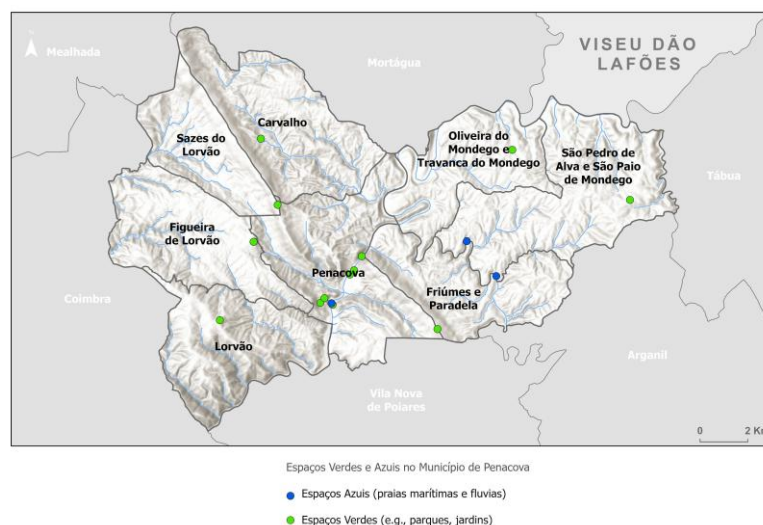 N
Mealhada
Mortágua
VISEU DÃO
LAFÕES
Carvalho
Sazes do
Lorvão
Oliveira do
Mondego e
Travanca do Mondego
São Pedro de
Alva e São Paio
de Mondego
Tábua
Figueira
de Lorvão
Penacova
Friúmes e
Paradela
Coimbra
Lorvão
Arganil
Vila Nova
de Poiares
0 2 K
Espaços Verdes e Azuis no Município de Penacova
Espaços Azuis (praias marítimas e fluvias)
Espaços Verdes (e.g., parques, jardins)